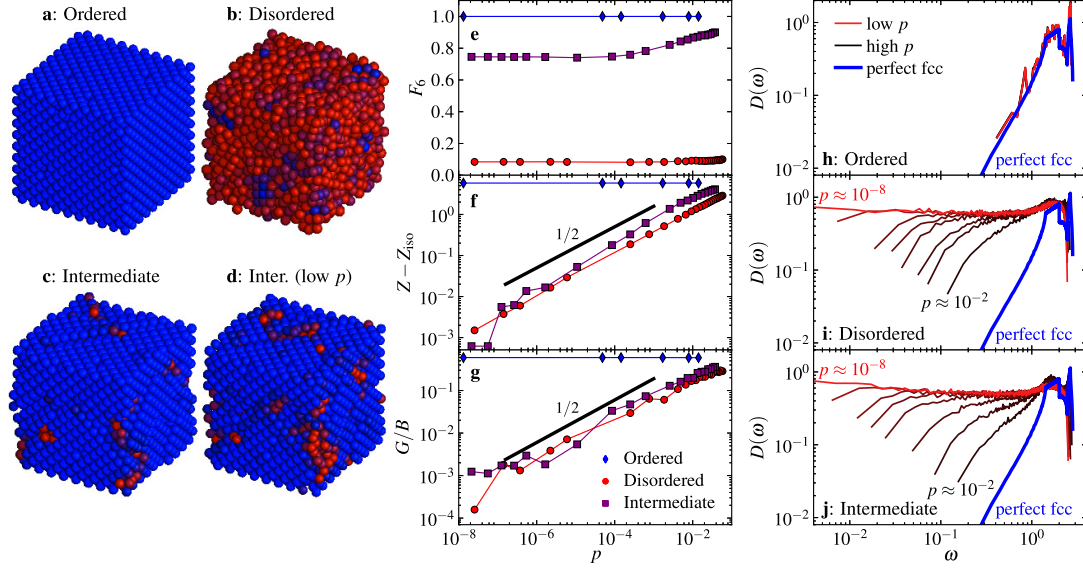 a: Ordered
b: Disordered
c: Intermediate
d: Inter. (low p)
e
F₆
1.0
0.8
0.6
0.4
0.2
0.0
f
Z − Z_iso
10⁰
10⁻¹
10⁻²
10⁻³
1/2
g
G/B
10⁻¹
10⁻²
10⁻³
10⁻⁴
1/2
Ordered
Disordered
Intermediate
10⁻⁸
10⁻⁶
10⁻⁴
10⁻²
p
D(ω)
10⁰
10⁻¹
10⁻²
low p
high p
perfect fcc
h: Ordered
perfect fcc
D(ω)
10⁰
10⁻¹
10⁻²
p ≈ 10⁻⁸
p ≈ 10⁻²
i: Disordered
perfect fcc
D(ω)
10⁰
10⁻¹
10⁻²
p ≈ 10⁻⁸
p ≈ 10⁻²
j: Intermediate
perfect fcc
10⁻²
10⁻¹
10⁰
ω